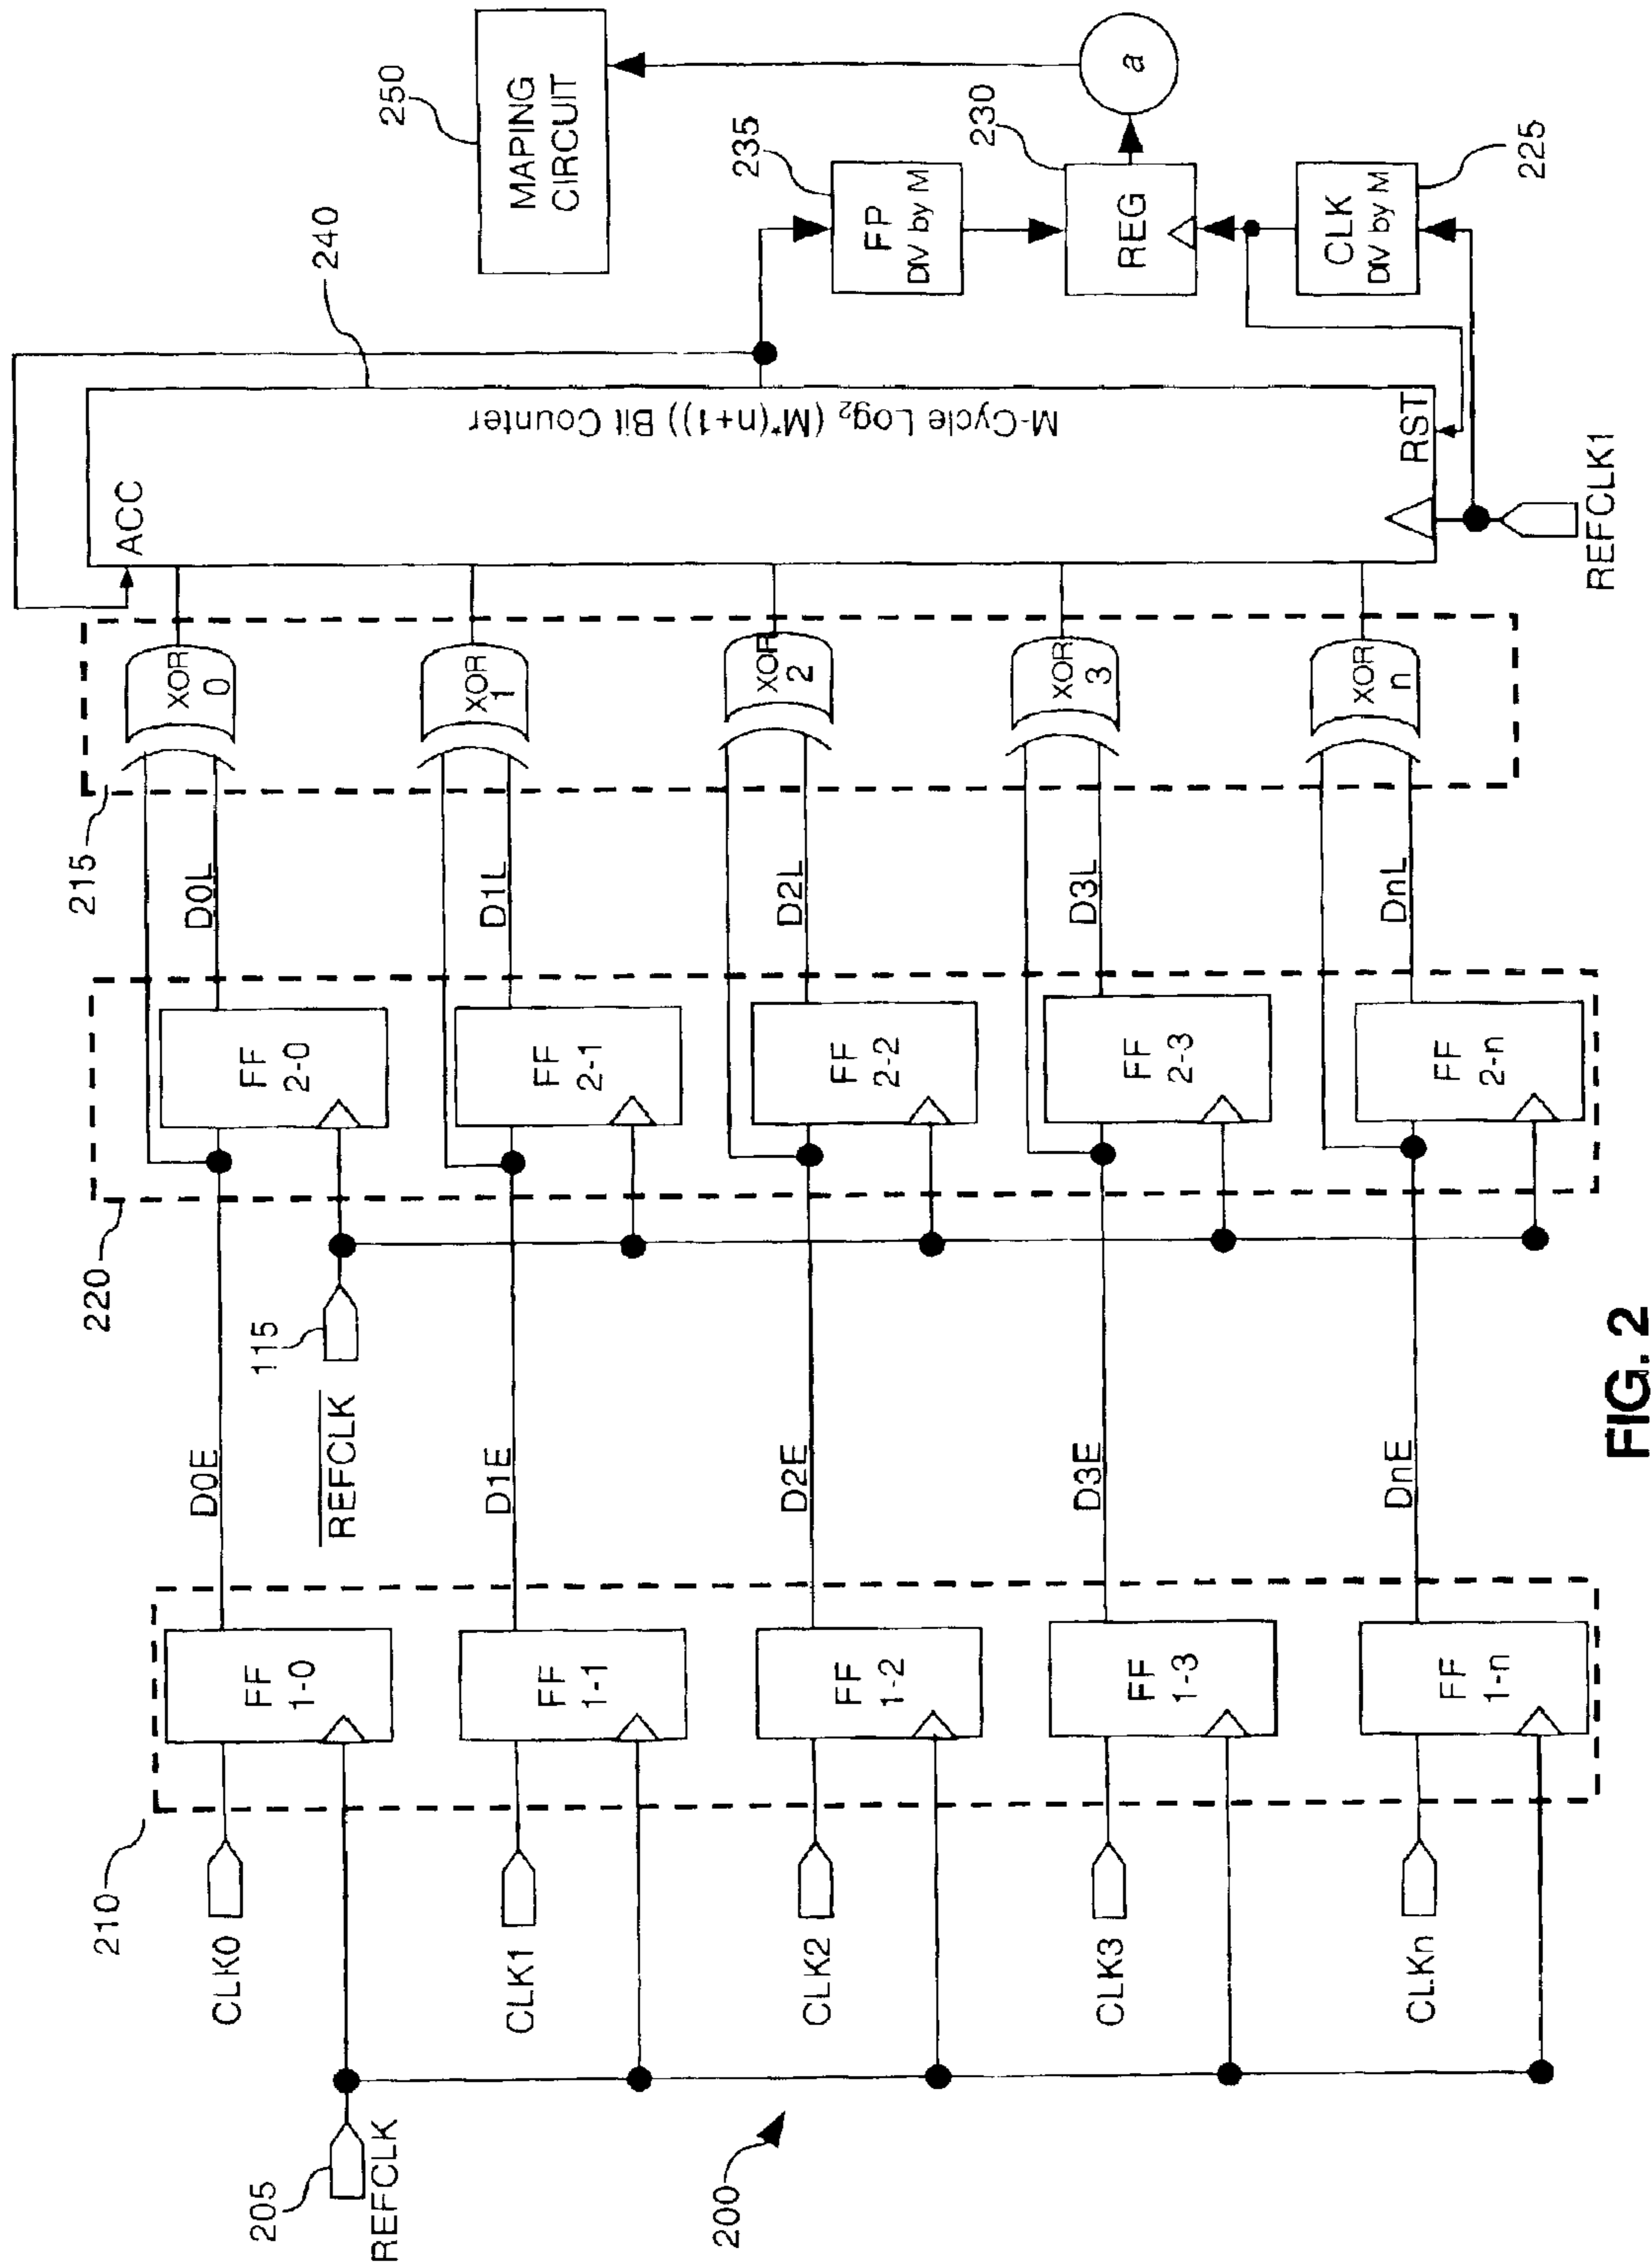 200
205
REFCLK
210
CLK0
CLK1
CLK2
CLK3
CLKn
FF
1-0
FF
1-1
FF
1-2
FF
1-3
FF
1-n
D0E
D1E
D2E
D3E
DnE
REFCLK
115
220
FF
2-0
FF
2-1
FF
2-2
FF
2-3
FF
2-n
D0L
D1L
D2L
D3L
DnL
215
XOR
0
XOR
1
XOR
2
XOR
3
XOR
n
ACC
M-Cycle Log2 (M*(n+1)) Bit Counter
RST
240
REFCLK1
FP
DIV by M
235
REG
230
CLK
DIV by M
225
a
MAPING
CIRCUIT
250
FIG. 2